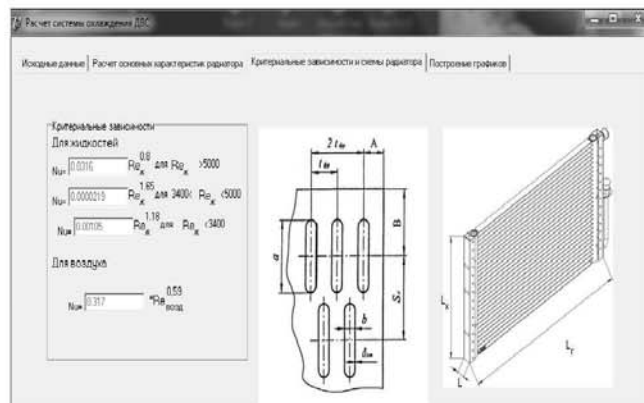 Расчет системы охлаждения ДВС
Исходные данные Расчет основных характеристик радиатора Критериальные зависимости и схемы радиатора Построение графиков
Критериальные зависимости
Для жидкостей
Nu= 0.0316 Re ж 0.8 для Re ж >5000
Nu= 0.0000219 Re ж 1.65 для 3400< Re ж <5000
Nu= 0.00105 Re ж 1.18 для Re ж <3400
Для воздуха
Nu= 0.317 *Re возд 0.59
2 t A
t
B
a
S
b
L
L
L